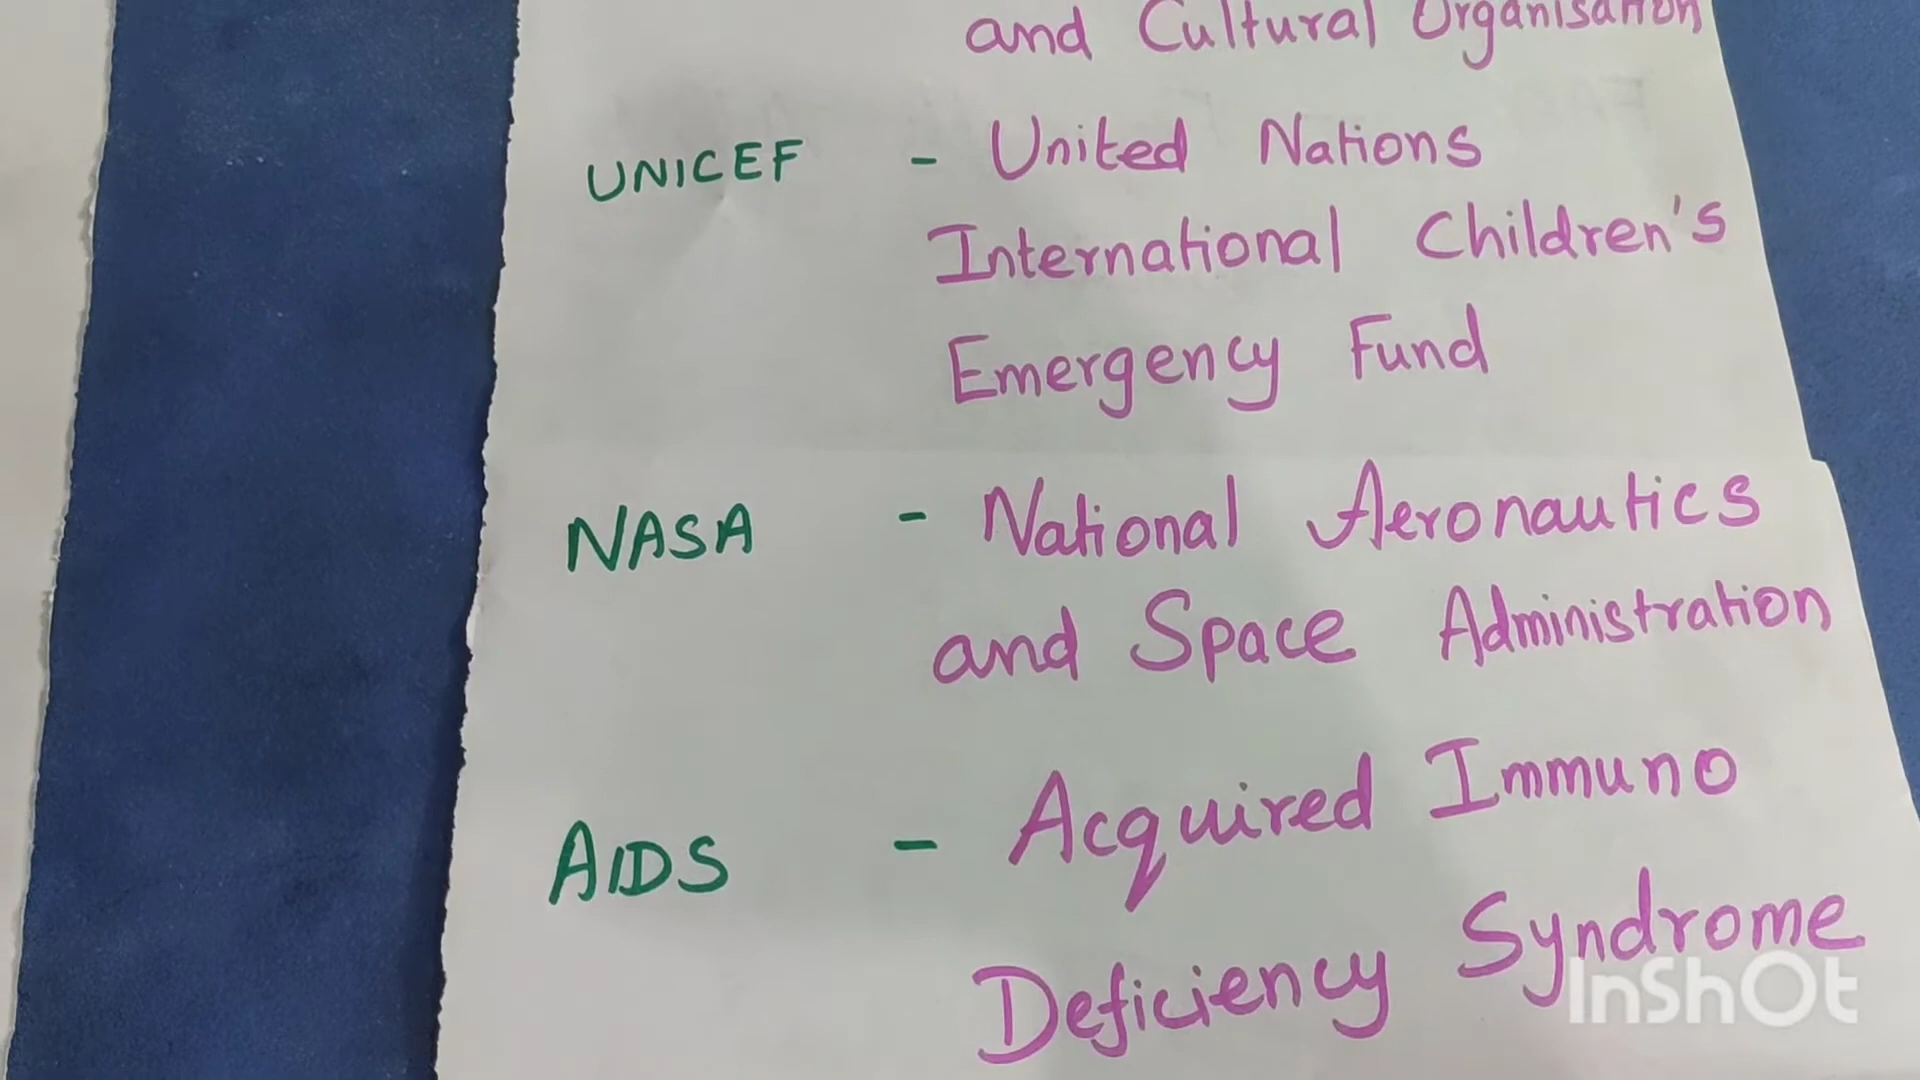 and Cultural Organisation
UNICEF - United Nations
International Children's
Emergency Fund
NASA - National Aeronautics
and Space Administration
AIDS - Acquired Immuno
Deficiency Syndrome
InShOt